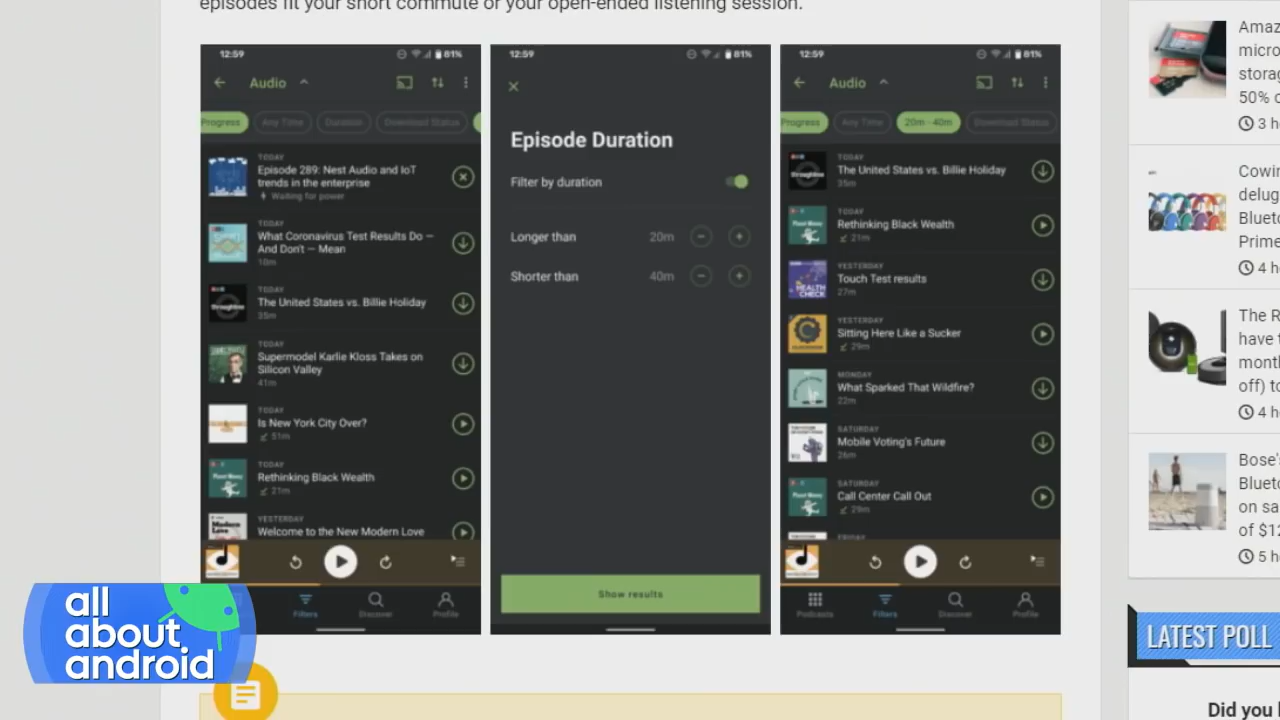 episodes fit your short commute or your open-ended listening session.
12:59
81%
Audio
Progress
Any Time
Duration
Download Status
TODAY
Episode 289: Nest Audio and IoT
trends in the enterprise
Waiting for power
TODAY
What Coronavirus Test Results Do —
And Don't — Mean
18m
TODAY
The United States vs. Billie Holiday
35m
TODAY
Supermodel Karlie Kloss Takes on
Silicon Valley
41m
TODAY
Is New York City Over?
51m
TODAY
Rethinking Black Wealth
21m
YESTERDAY
Welcome to the New Modern Love
Filters
Discover
Profile
12:59
81%
Episode Duration
Filter by duration
Longer than
20m
Shorter than
40m
Show results
12:59
81%
Audio
Progress
Any Time
20m - 40m
Download Status
TODAY
The United States vs. Billie Holiday
35m
TODAY
Rethinking Black Wealth
21m
YESTERDAY
Touch Test results
27m
YESTERDAY
Sitting Here Like a Sucker
29m
MONDAY
What Sparked That Wildfire?
22m
SATURDAY
Mobile Voting's Future
26m
SATURDAY
Call Center Call Out
29m
FRIDAY
Podcasts
Filters
Discover
Profile
Amaz
micro
storag
50% o
3 h
Cowin
delug
Bluet
Prime
4 h
The R
have t
month
off) to
4 h
Bose's
Blueto
on sa
of $12
5 h
LATEST POLL
Did you l
all
about
android